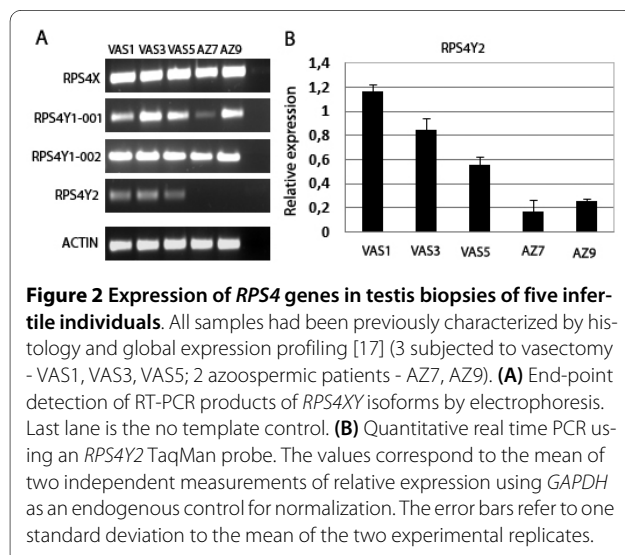 A
VAS1 VAS3 VAS5 AZ7 AZ9
RPS4X
RPS4Y1-001
RPS4Y1-002
RPS4Y2
ACTIN
B
RPS4Y2
Relative expression
1,4
1,2
1
0,8
0,6
0,4
0,2
0
VAS1 VAS3 VAS5 AZ7 AZ9
Figure 2 Expression of RPS4 genes in testis biopsies of five infer-
tile individuals. All samples had been previously characterized by his-
tology and global expression profiling [17] (3 subjected to vasectomy
- VAS1, VAS3, VAS5; 2 azoospermic patients - AZ7, AZ9). (A) End-point
detection of RT-PCR products of RPS4XY isoforms by electrophoresis.
Last lane is the no template control. (B) Quantitative real time PCR us-
ing an RPS4Y2 TaqMan probe. The values correspond to the mean of
two independent measurements of relative expression using GAPDH
as an endogenous control for normalization. The error bars refer to one
standard deviation to the mean of the two experimental replicates.